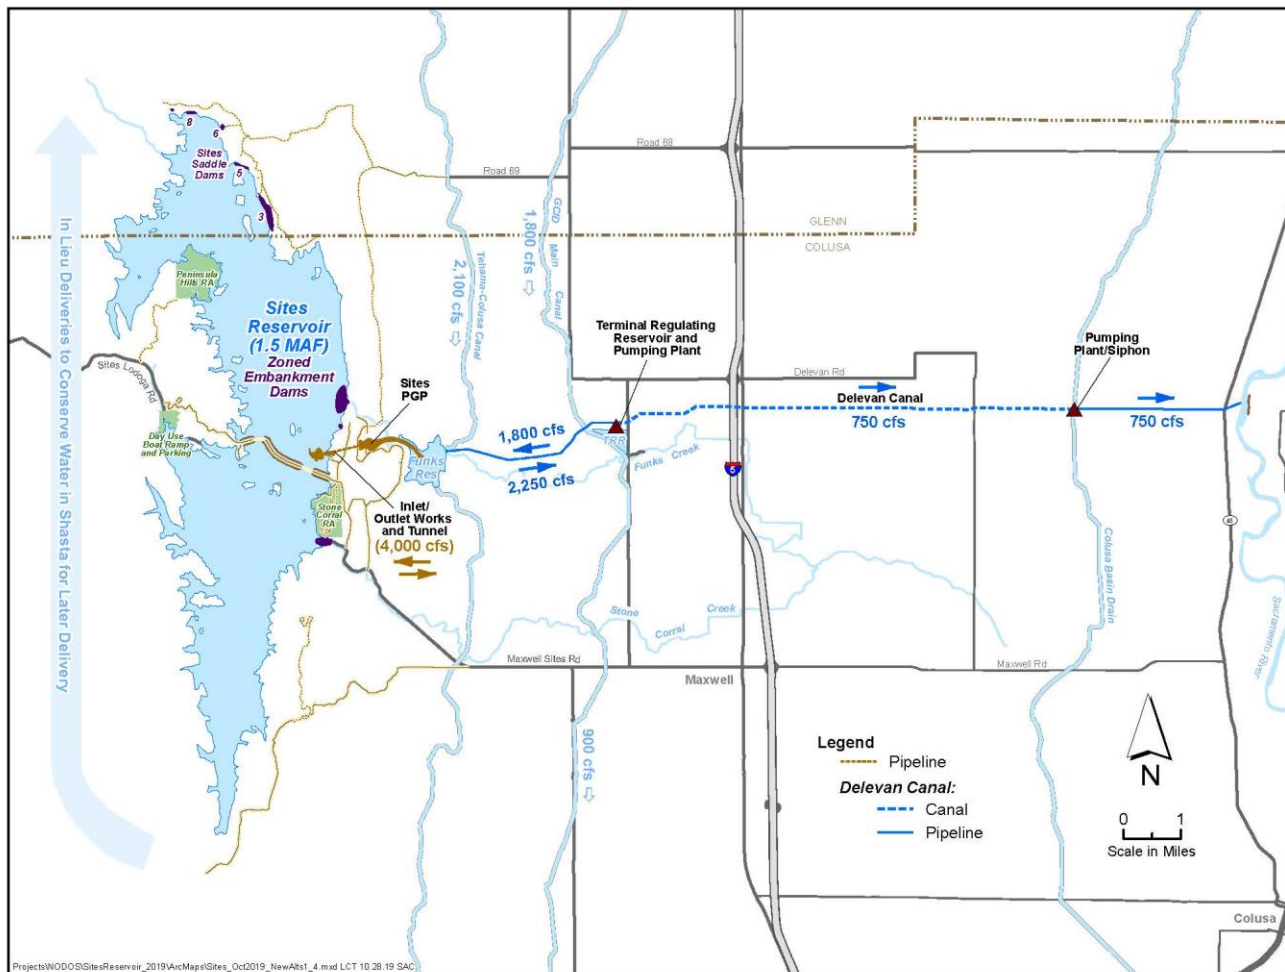 8
6
Sites
Saddle
Dams
5
3
Road 68
Road 69
GLENN
COLUSA
GCID Main Canal
1,800 cfs
Tehama-Colusa Canal
2,100 cfs
In Lieu Deliveries to Conserve Water in Shasta for Later Delivery
Peninsula
Hills RA
Sites
Reservoir
(1.5 MAF)
Zoned
Embankment
Dams
Terminal Regulating
Reservoir and
Pumping Plant
Pumping
Plant/Siphon
Sites Lodoga Rd
Sites
PGP
Delevan Rd
Delevan Canal
750 cfs
750 cfs
Day Use
Boat Ramp
and Parking
1,800 cfs
TRR
Funks
Res
2,250 cfs
Funks Creek
5
Stone
Corral
RA
Inlet/
Outlet Works
and Tunnel
(4,000 cfs)
45
Colusa Basin Drain
Sacramento River
Stone
Corral
Creek
Maxwell Sites Rd
Maxwell Rd
Maxwell
900 cfs
Legend
Pipeline
Delevan Canal:
Canal
Pipeline
N
0 1
Scale in Miles
Colusa
Projects\NODOS\SitesReservoir_2019\ArcMaps\Sites_Oct2019_NewAlts1_4.mxd LCT 10.28.19 SAC